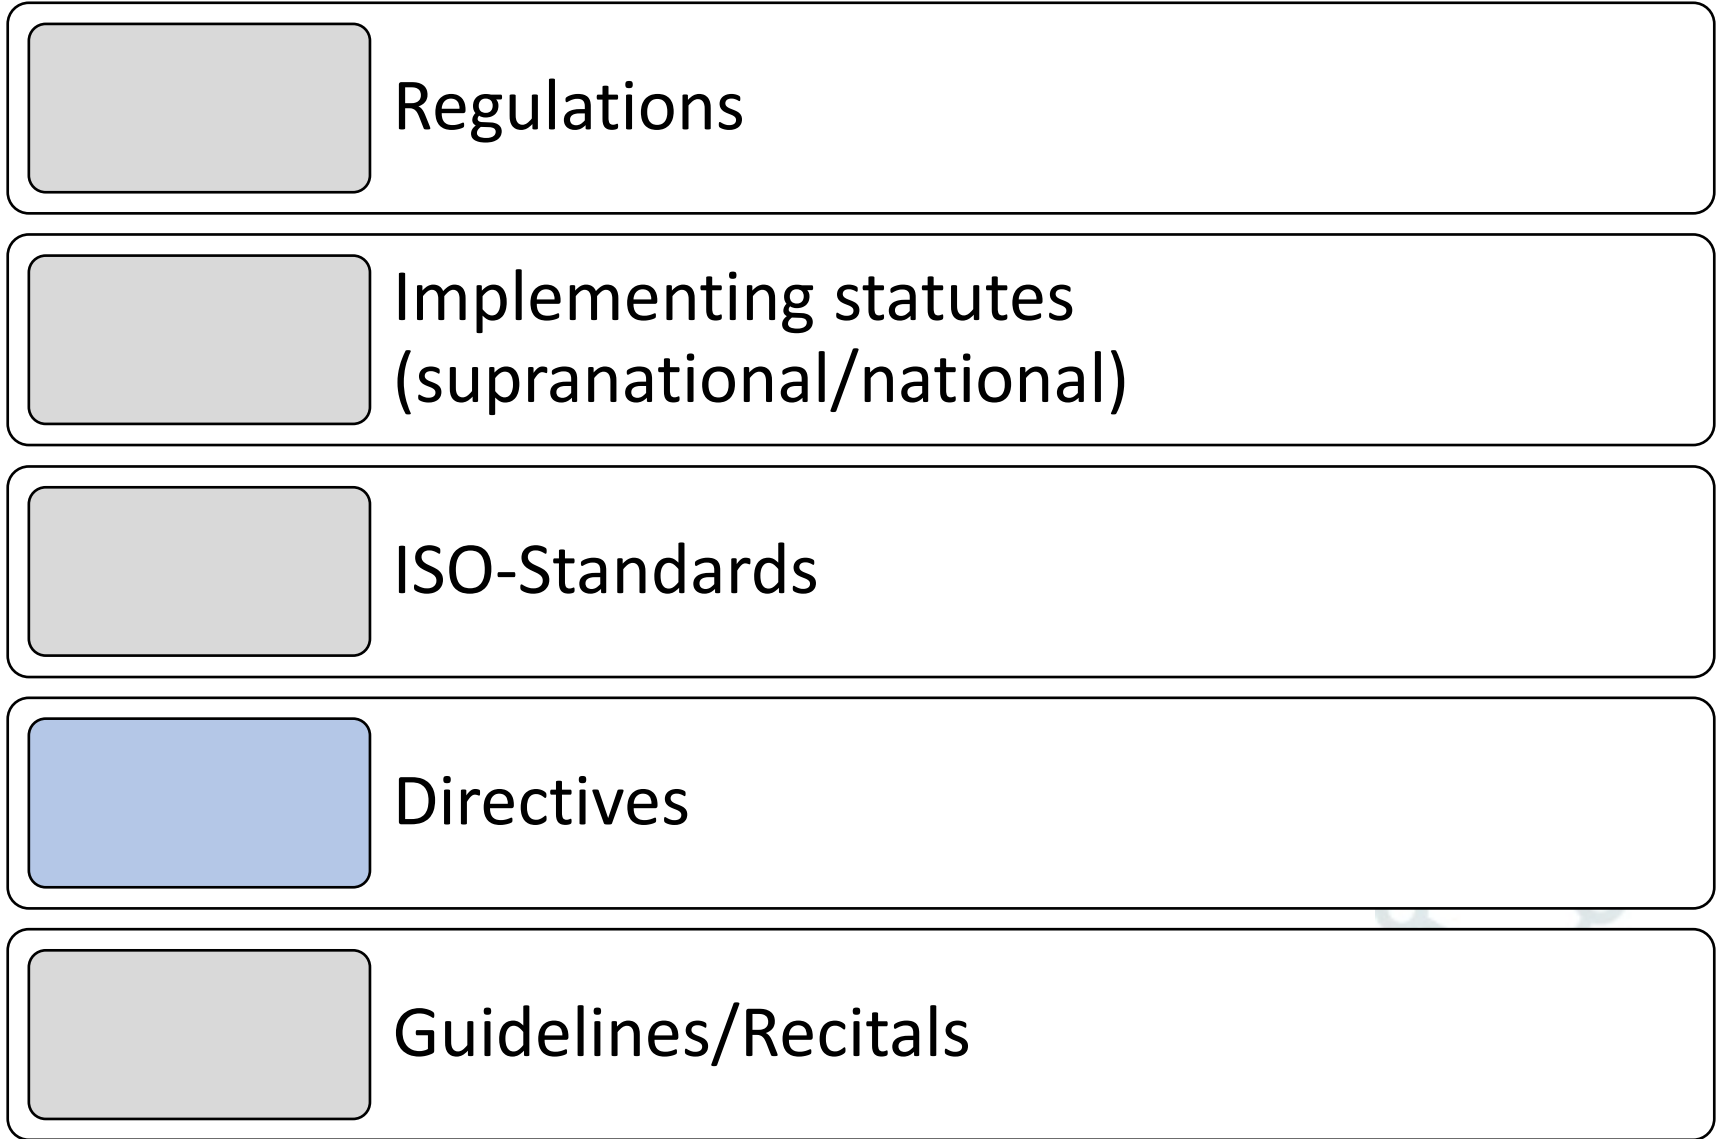 Regulations
Implementing statutes
(supranational/national)
ISO-Standards
Directives
Guidelines/Recitals